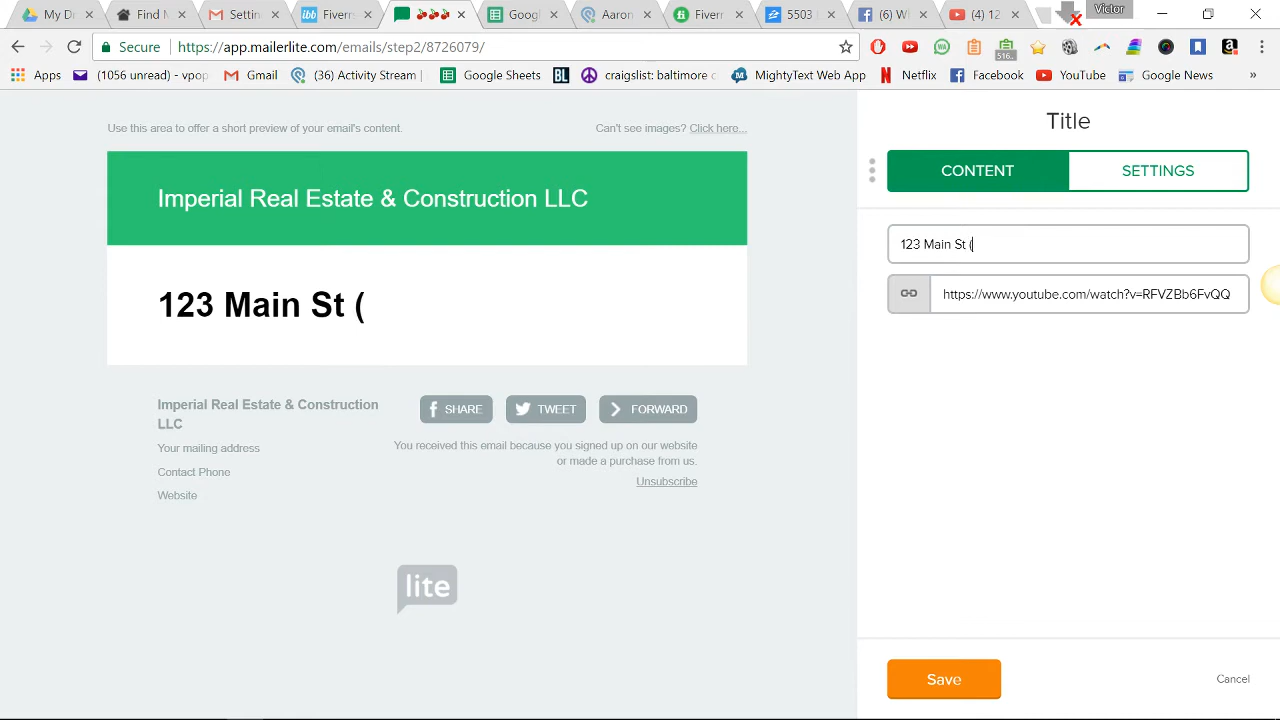 My
Find
Settings
Fiverr
Goog
Aaron
Fiverr
551
(6) W
(4) 12
Victor
Secure
https://app.mailerlite.com/emails/step2/8726079/
516...
Apps
(1056 unread) - vpop
Gmail
(36) Activity Stream
Google Sheets
BL
craigslist: baltimore
MightyText Web App
Netflix
Facebook
YouTube
Google News
»
Use this area to offer a short preview of your email's content.
Can't see images? Click here...
Imperial Real Estate & Construction LLC
123 Main St (
Imperial Real Estate & Construction
LLC
Your mailing address
Contact Phone
Website
SHARE
TWEET
FORWARD
You received this email because you signed up on our website
or made a purchase from us.
Unsubscribe
lite
Title
CONTENT
SETTINGS
123 Main St (
https://www.youtube.com/watch?v=RFVZBb6FvQQ
Save
Cancel